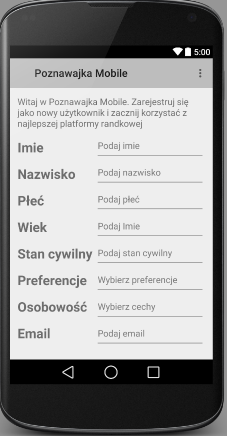 5:00
Poznawajka Mobile
Witaj w Poznawajka Mobile. Zarejestruj się
jako nowy użytkownik i zacznij korzystać z
najlepszej platformy randkowej
Imie Podaj imie
Nazwisko Podaj nazwisko
Płeć Podaj płeć
Wiek Podaj Imie
Stan cywilny Podaj stan cywilny
Preferencje Wybierz preferencje
Osobowość Wybierz cechy
Email Podaj email